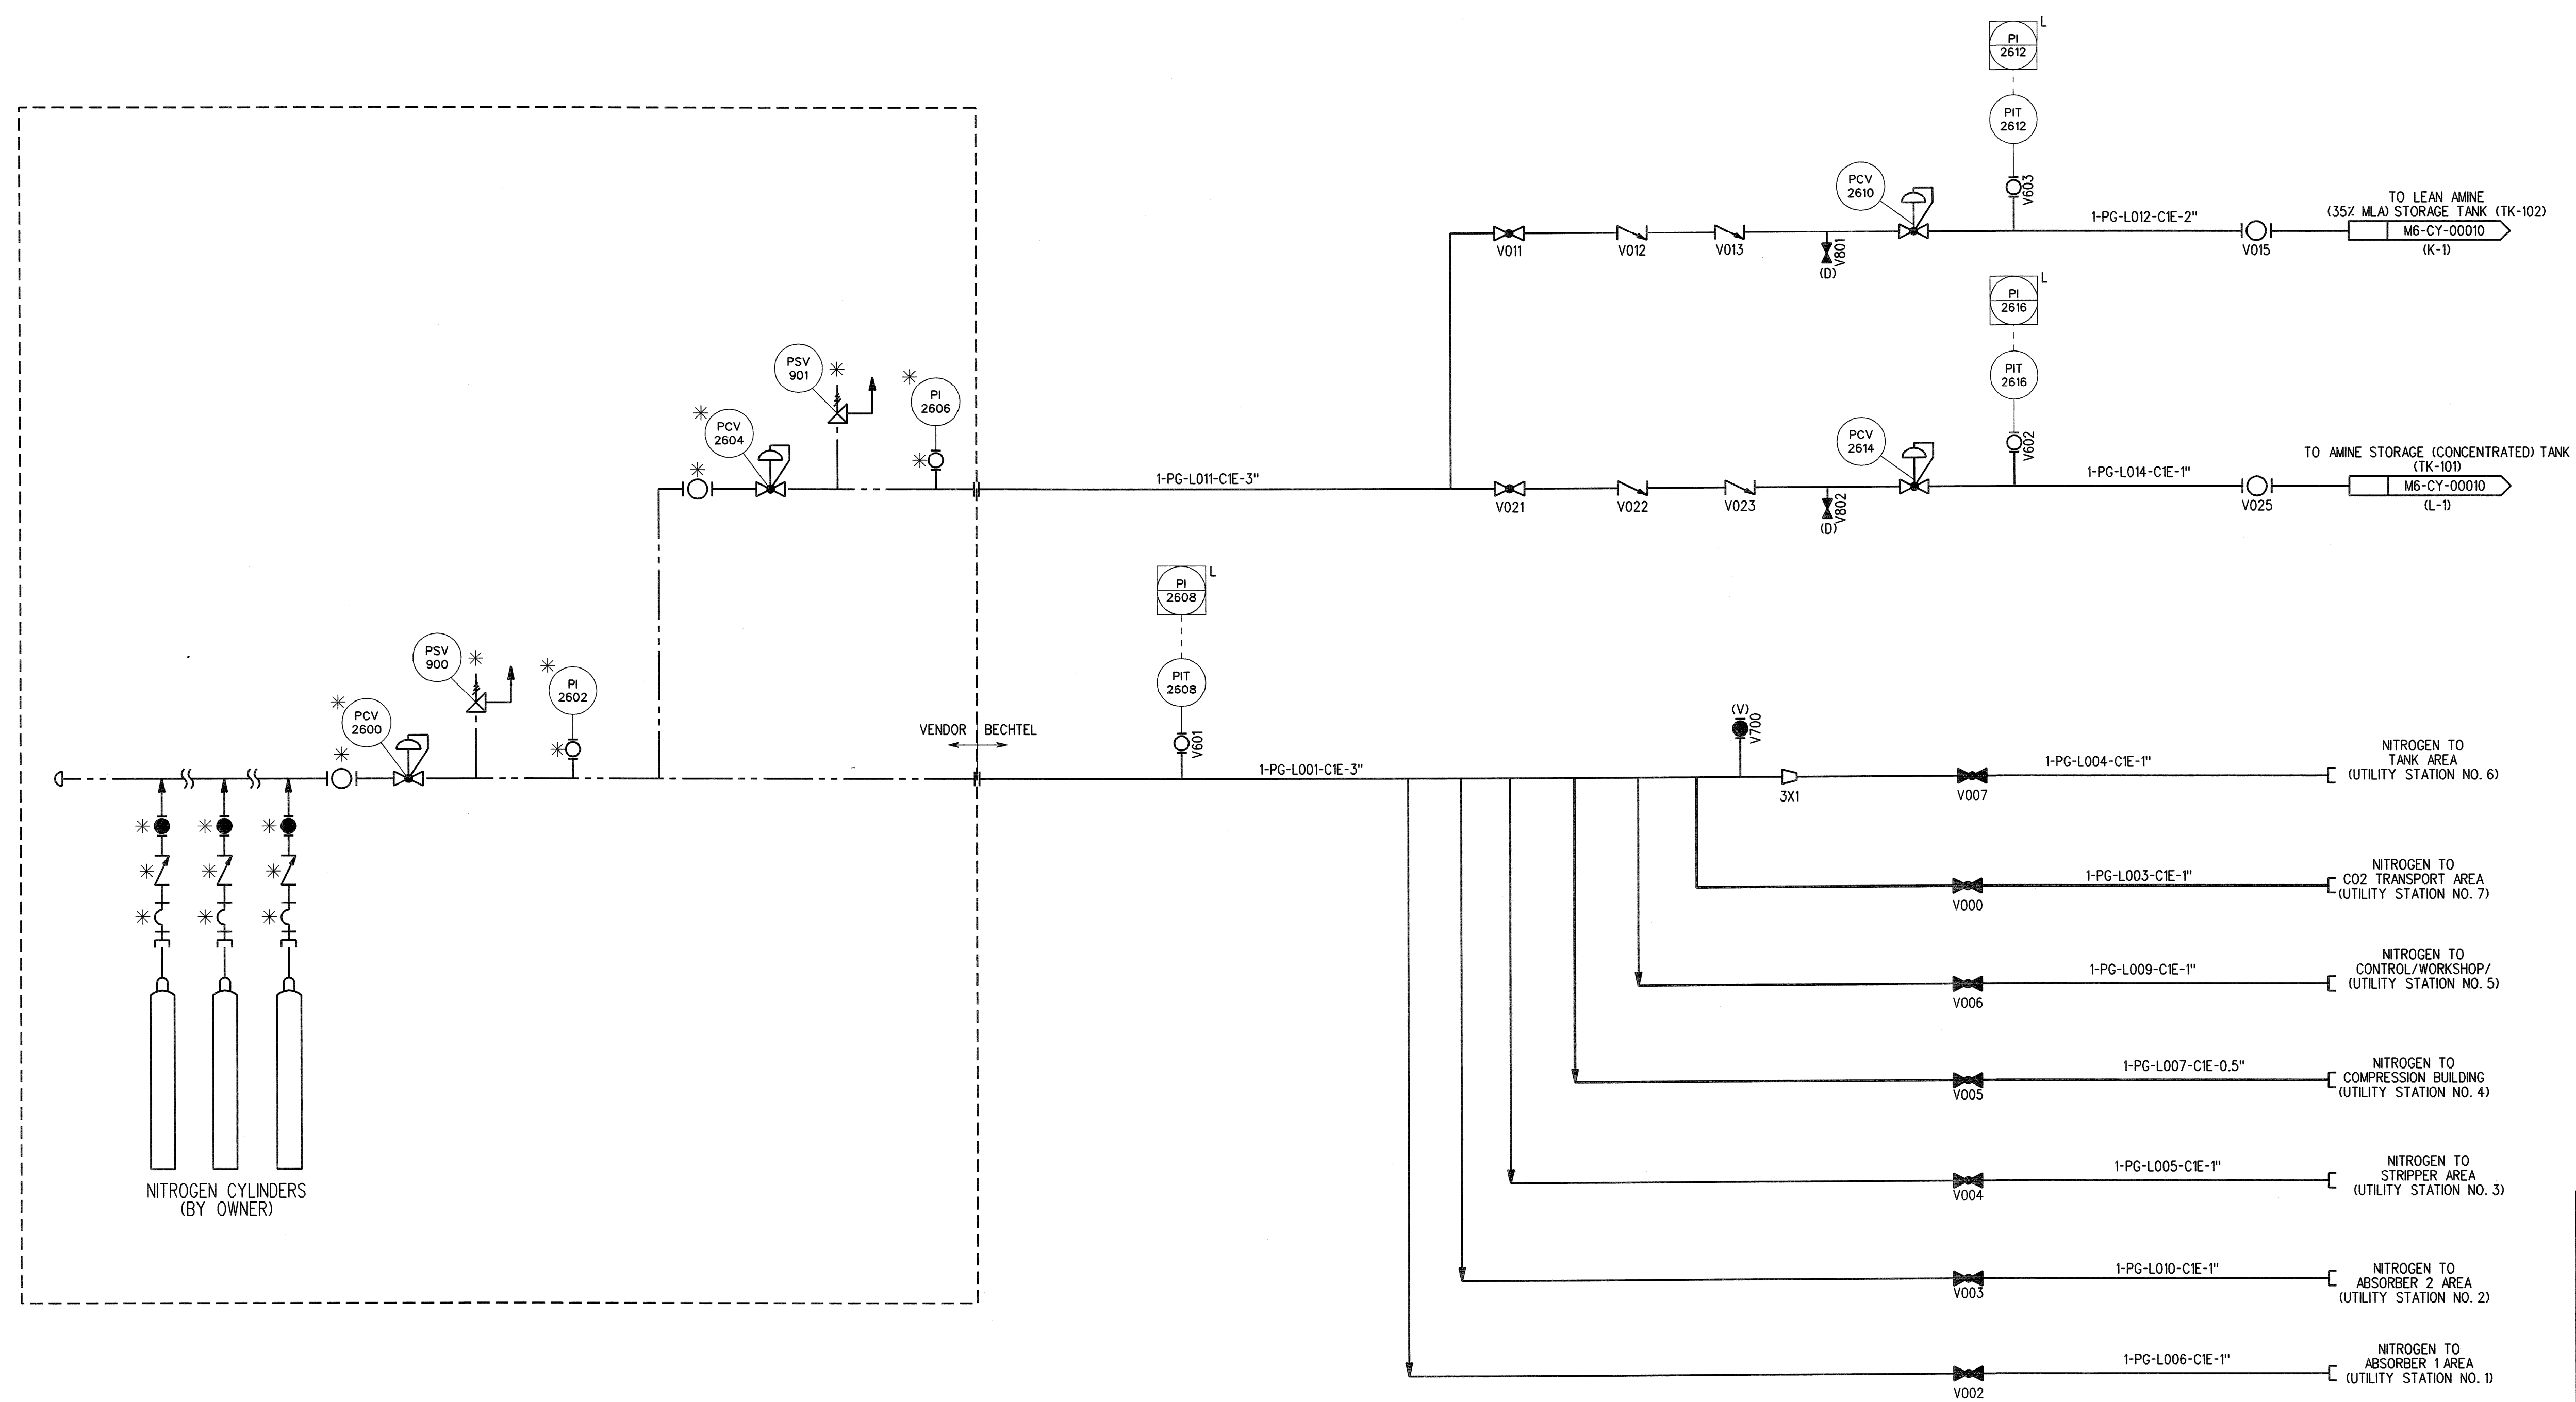 L
PI
2612
PIT
2612
V603
PCV
2610
1-PG-L012-C1E-2"
TO LEAN AMINE
(35% MLA) STORAGE TANK (TK-102)
M6-CY-00010
(K-1)
V011
V012
V013
V801
(D)
V015
L
PI
2616
PIT
2616
V602
PCV
2614
1-PG-L014-C1E-1"
TO AMINE STORAGE (CONCENTRATED) TANK
(TK-101)
M6-CY-00010
(L-1)
V021
V022
V023
V802
(D)
V025
PSV
901
PI
2606
PCV
2604
1-PG-L011-C1E-3"
L
PI
2608
PIT
2608
V601
PSV
900
PI
2602
PCV
2600
VENDOR
BECHTEL
1-PG-L001-C1E-3"
(V)
V700
3X1
V007
1-PG-L004-C1E-1"
NITROGEN TO
TANK AREA
(UTILITY STATION NO. 6)
V000
1-PG-L003-C1E-1"
NITROGEN TO
CO2 TRANSPORT AREA
(UTILITY STATION NO. 7)
V006
1-PG-L009-C1E-1"
NITROGEN TO
CONTROL/WORKSHOP/
(UTILITY STATION NO. 5)
V005
1-PG-L007-C1E-0.5"
NITROGEN TO
COMPRESSION BUILDING
(UTILITY STATION NO. 4)
V004
1-PG-L005-C1E-1"
NITROGEN TO
STRIPPER AREA
(UTILITY STATION NO. 3)
V003
1-PG-L010-C1E-1"
NITROGEN TO
ABSORBER 2 AREA
(UTILITY STATION NO. 2)
V002
1-PG-L006-C1E-1"
NITROGEN TO
ABSORBER 1 AREA
(UTILITY STATION NO. 1)
NITROGEN CYLINDERS
(BY OWNER)